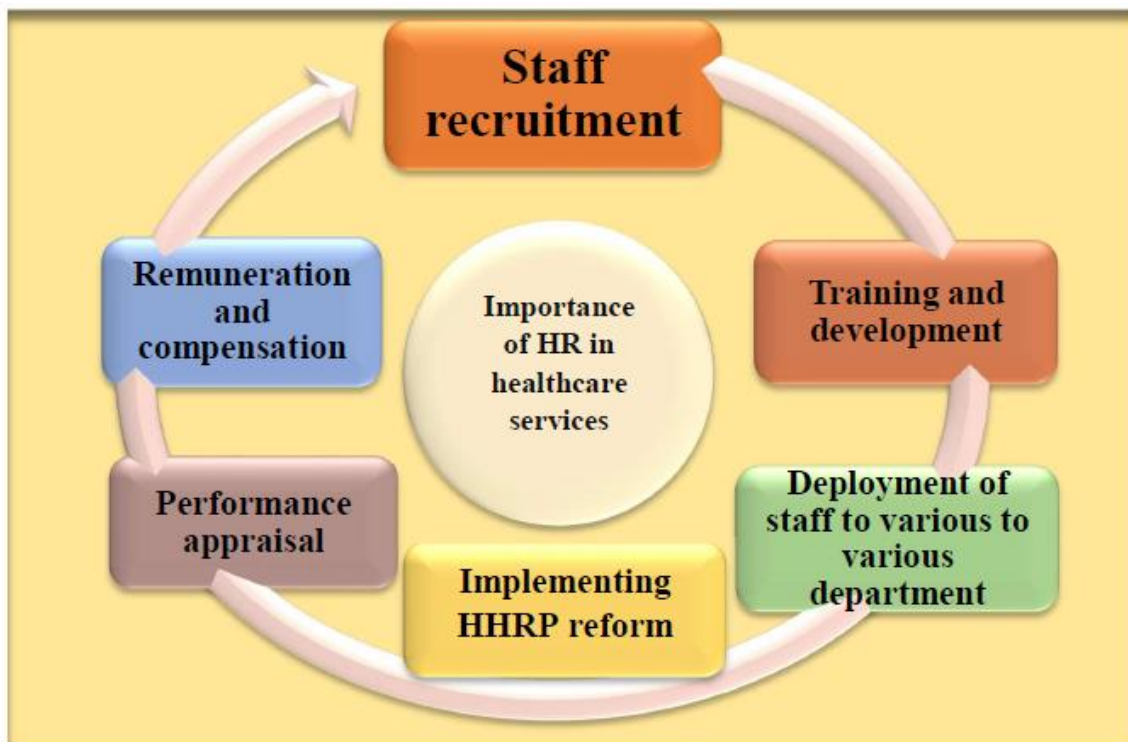 Staff
recruitment
Training and
development
Deployment of
staff to various to
various
department
Implementing
HHRP reform
Performance
appraisal
Remuneration
and
compensation
Importance
of HR in
healthcare
services